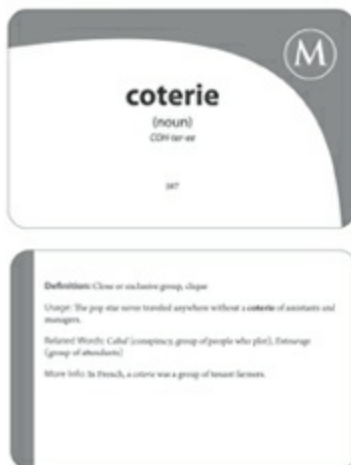 M
coterie
(noun)
COH-ter-ee
187
Definition: Close or exclusive group, clique
Usage: The pop star never traveled anywhere without a coterie of assistants and
managers.
Related Words: Cabal (conspiracy, group of people who plot), Entourage
(group of attendants)
More Info: In French, a coterie was a group of tenant farmers.